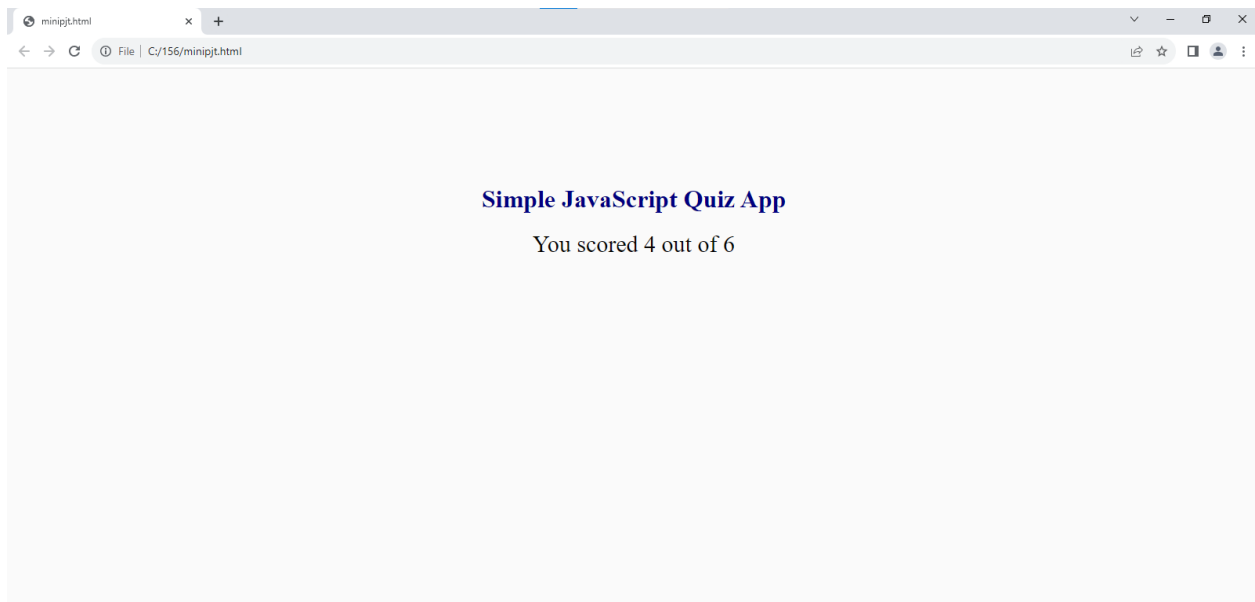 minipjt.html
File C:/156/minipjt.html
Simple JavaScript Quiz App
You scored 4 out of 6